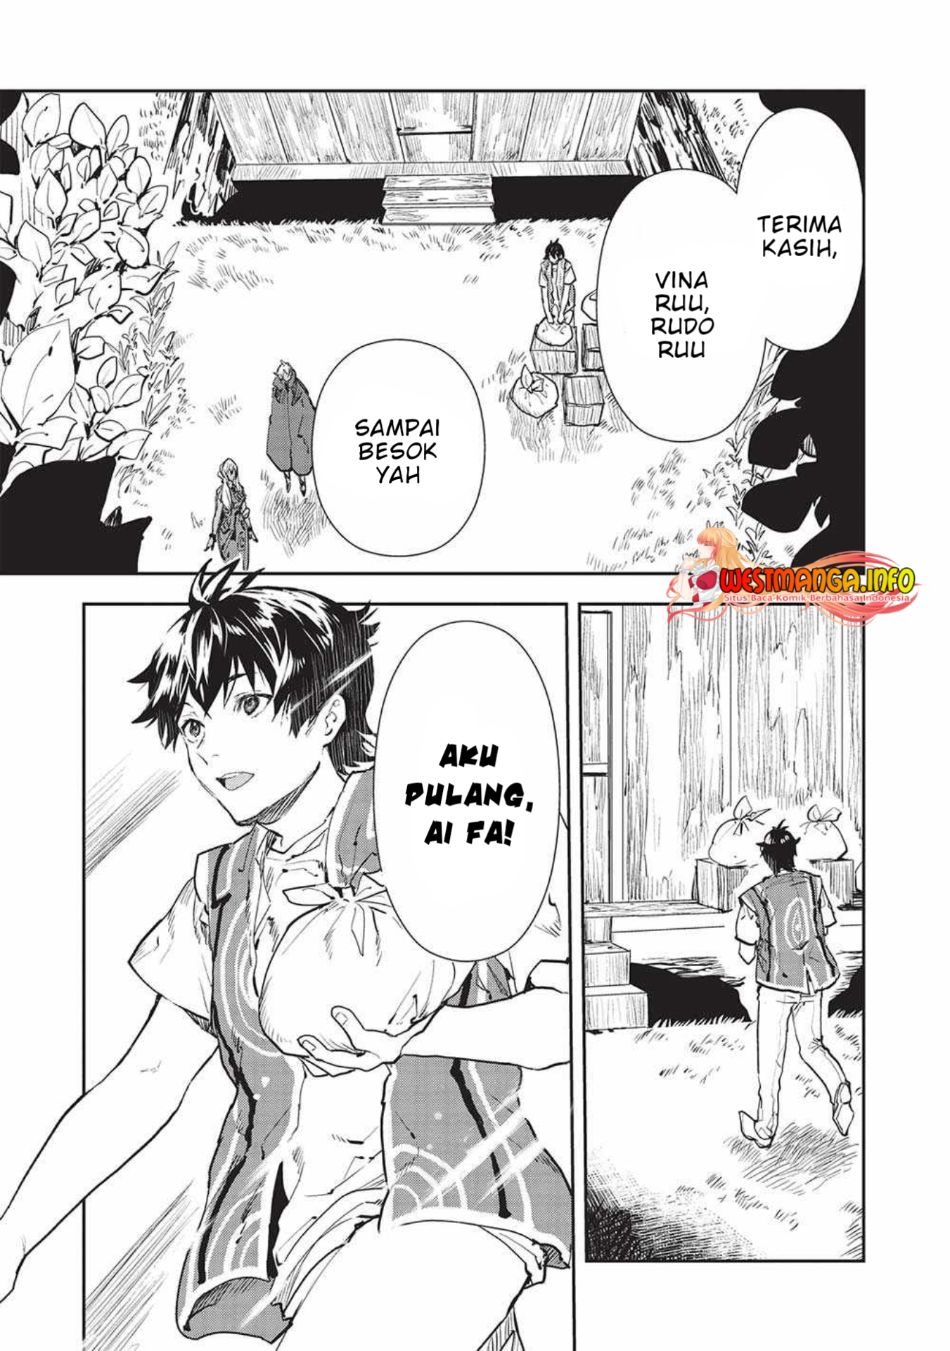 TERIMA
KASIH,
VINA
RUU,
RUDO
RUU
SAMPAI
BESOK
YAH
WESTMANGA.INFO
Situs Baca Komik Berbahasa Indonesia
AKU
PULANG,
AI FA!